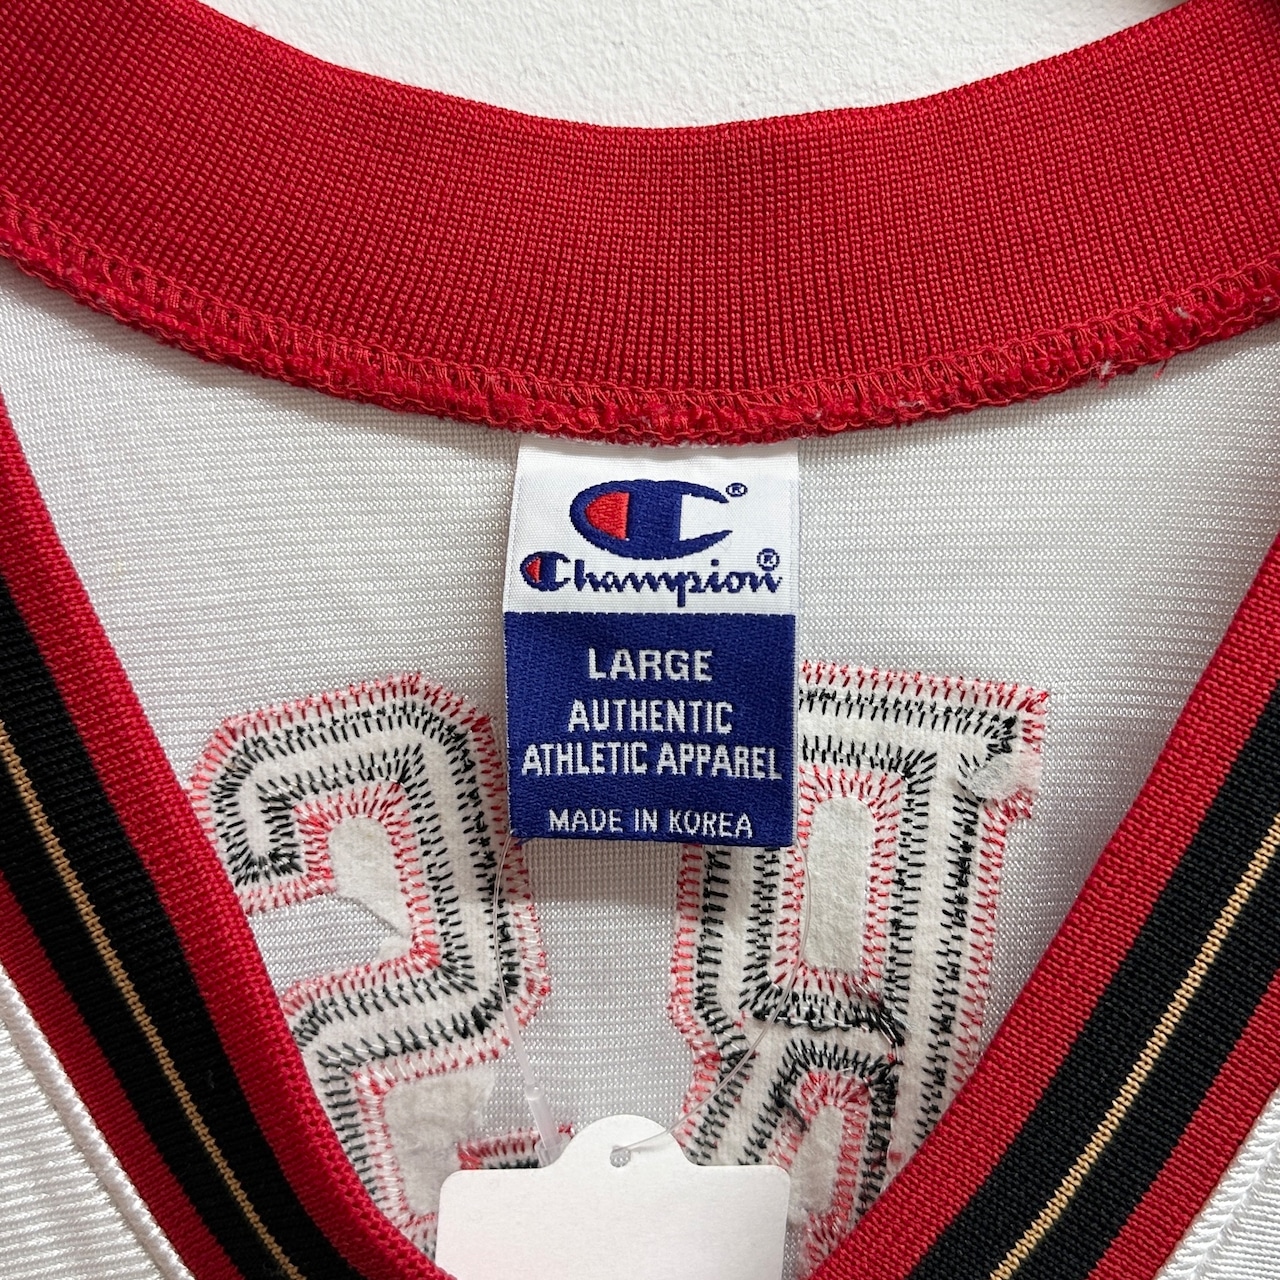 ®
Champion®
LARGE
AUTHENTIC
ATHLETIC APPAREL
MADE IN KOREA